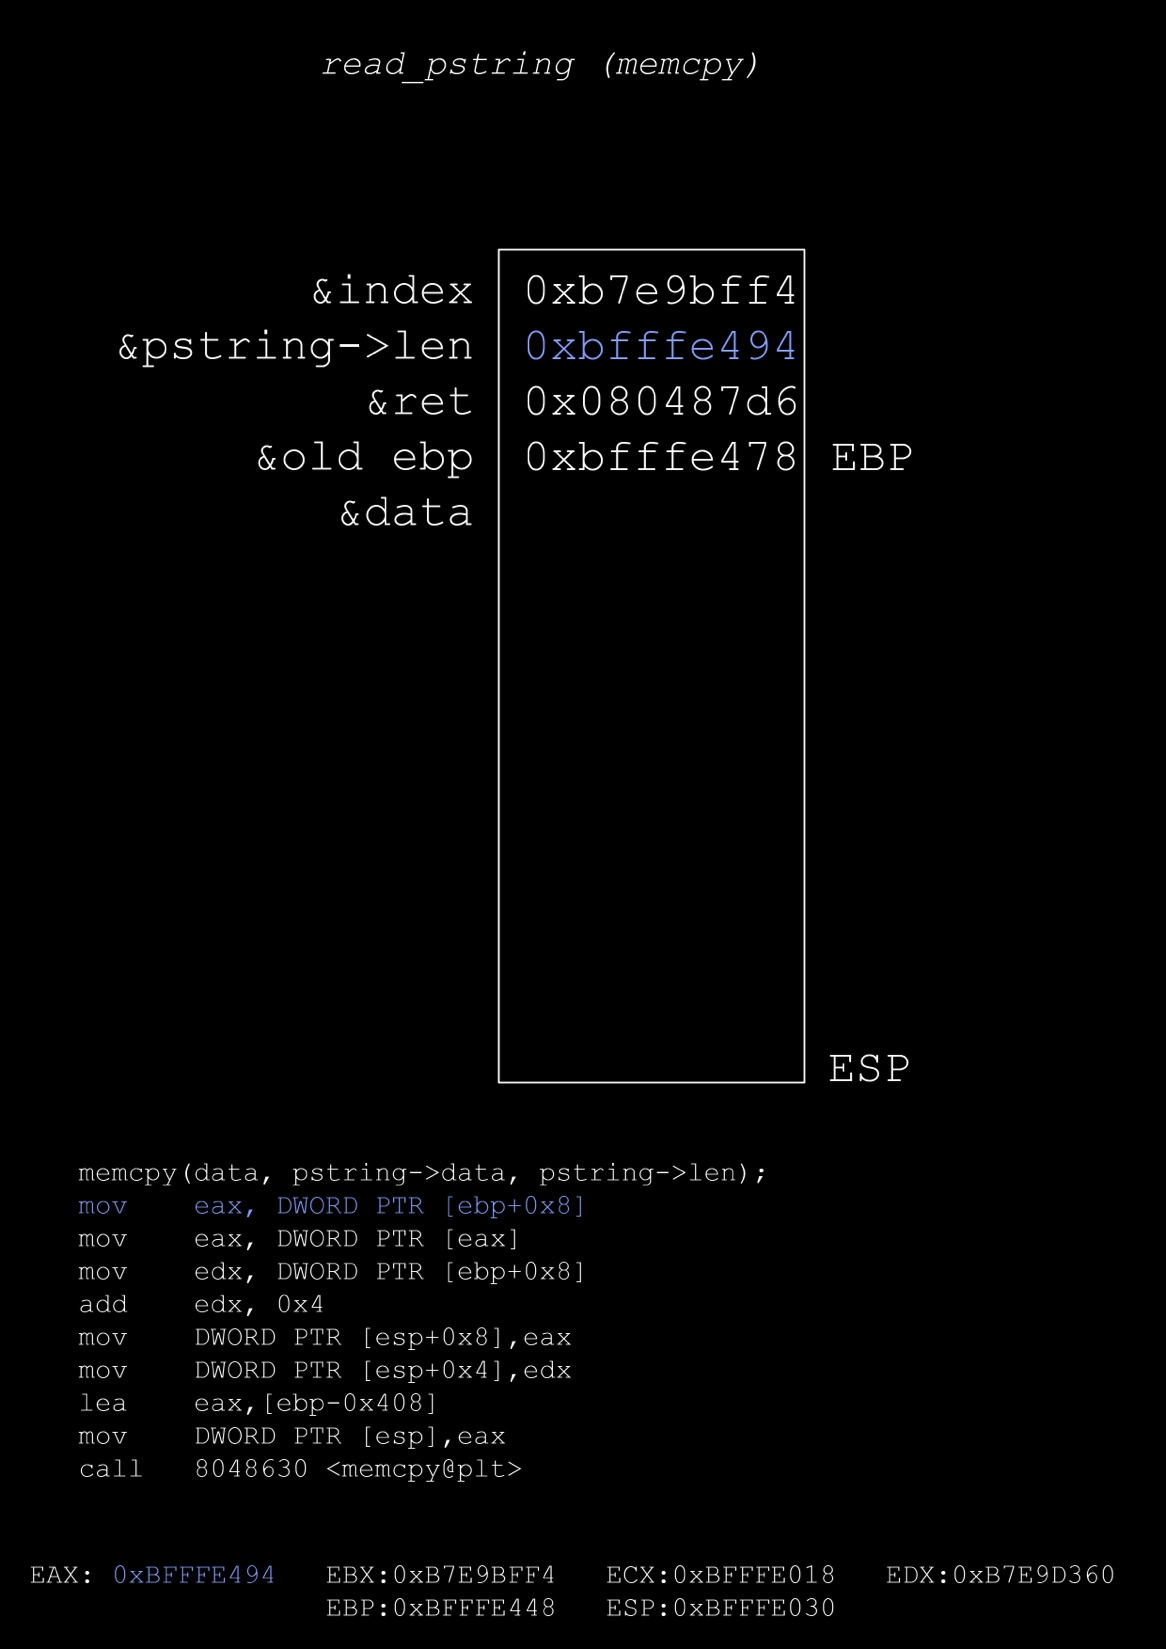 read_pstring (memcpy)
&index 0xb7e9bff4
&pstring->len 0xbfffe494
&ret 0x080487d6
&old ebp 0xbfffe478 EBP
&data
ESP
memcpy(data, pstring->data, pstring->len);
mov eax, DWORD PTR [ebp+0x8]
mov eax, DWORD PTR [eax]
mov edx, DWORD PTR [ebp+0x8]
add edx, 0x4
mov DWORD PTR [esp+0x8],eax
mov DWORD PTR [esp+0x4],edx
lea eax,[ebp-0x408]
mov DWORD PTR [esp],eax
call 8048630 <memcpy@plt>
EAX: 0xBFFFE494 EBX:0xB7E9BFF4 ECX:0xBFFFE018 EDX:0xB7E9D360
EBP:0xBFFFE448 ESP:0xBFFFE030